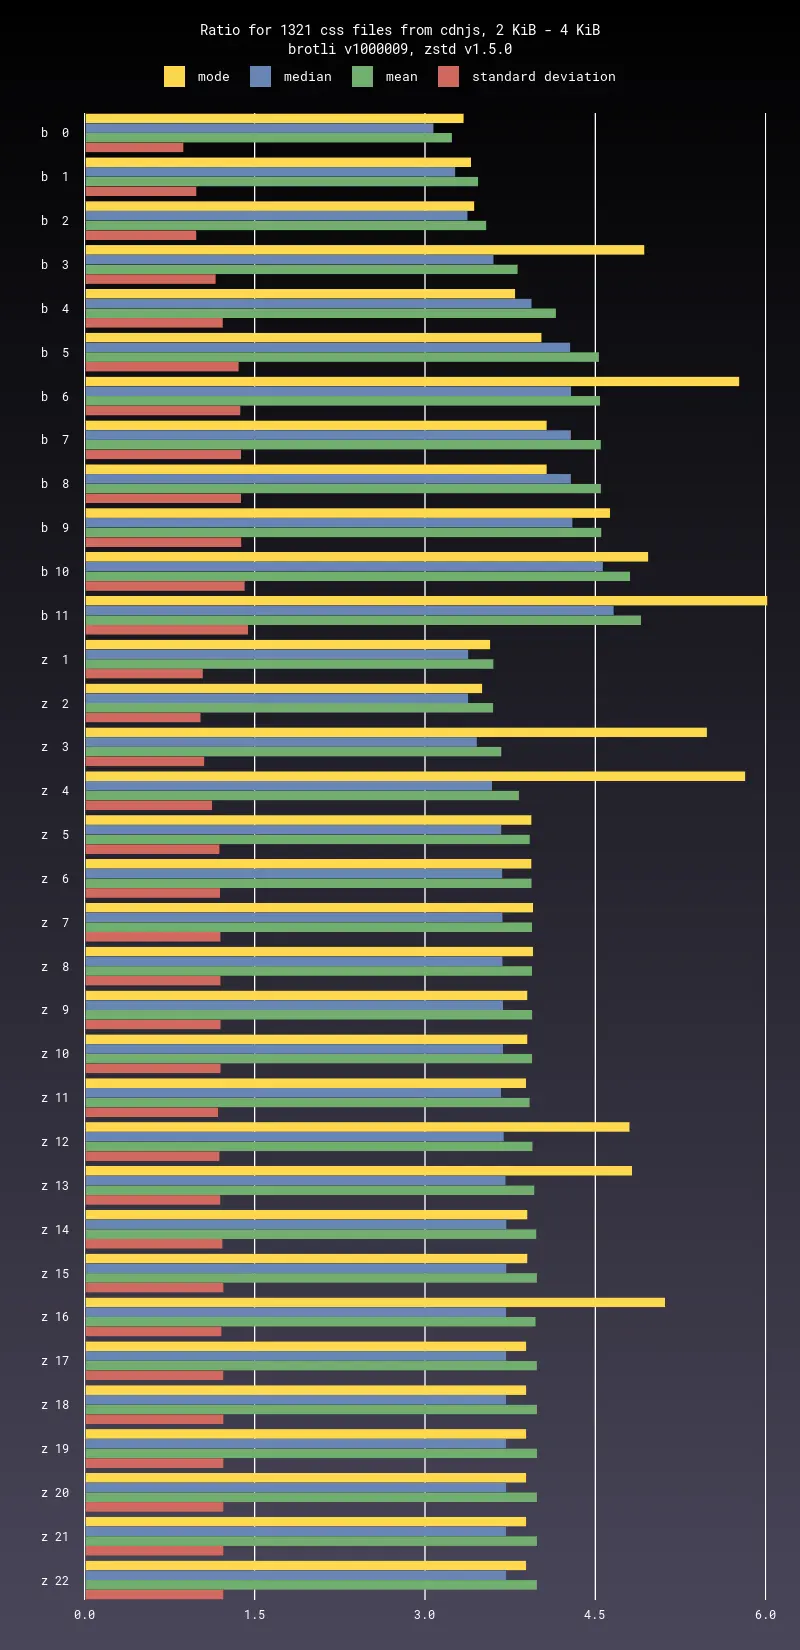 Ratio for 1321 css files from cdnjs, 2 KiB - 4 KiB
brotli v1000009, zstd v1.5.0
mode median mean standard deviation
b 0
b 1
b 2
b 3
b 4
b 5
b 6
b 7
b 8
b 9
b 10
b 11
z 1
z 2
z 3
z 4
z 5
z 6
z 7
z 8
z 9
z 10
z 11
z 12
z 13
z 14
z 15
z 16
z 17
z 18
z 19
z 20
z 21
z 22
0.0 1.5 3.0 4.5 6.0